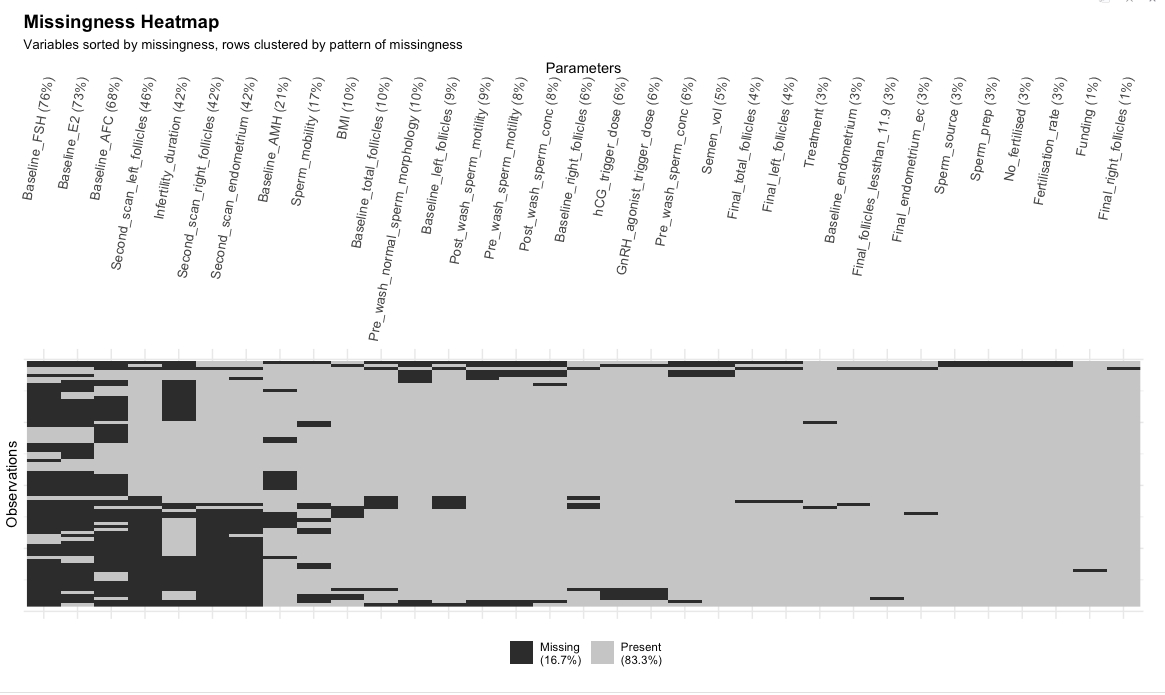 Missingness Heatmap
Variables sorted by missingness, rows clustered by pattern of missingness
Parameters
Baseline_FSH (76%)
Baseline_E2 (73%)
Baseline_AFC (68%)
Second_scan_left_follicles (46%)
Infertility_duration (42%)
Second_scan_right_follicles (42%)
Second_scan_endometrium (42%)
Baseline_AMH (21%)
Sperm_mobility (17%)
BMI (10%)
Baseline_total_follicles (10%)
Pre_wash_normal_sperm_morphology (10%)
Baseline_left_follicles (9%)
Post_wash_sperm_motility (9%)
Pre_wash_sperm_motility (8%)
Post_wash_sperm_conc (8%)
Baseline_right_follicles (6%)
hCG_trigger_dose (6%)
GnRH_agonist_trigger_dose (6%)
Pre_wash_sperm_conc (6%)
Semen_vol (5%)
Final_total_follicles (4%)
Final_left_follicles (4%)
Treatment (3%)
Baseline_endometrium (3%)
Final_follicles_lessthan_11.9 (3%)
Final_endometrium_ec (3%)
Sperm_source (3%)
Sperm_prep (3%)
No_fertilised (3%)
Fertilisation_rate (3%)
Funding (1%)
Final_right_follicles (1%)
Observations
Missing
(16.7%)
Present
(83.3%)